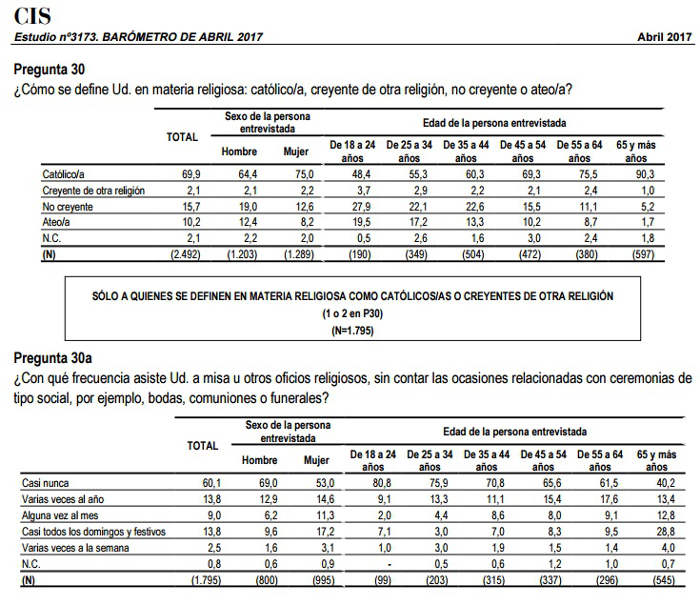 CIS
Estudio nº3173. BARÓMETRO DE ABRIL 2017 Abril 2017
Pregunta 30
¿Cómo se define Ud. en materia religiosa: católico/a, creyente de otra religión, no creyente o ateo/a?
TOTAL Sexo de la persona entrevistada Edad de la persona entrevistada
Hombre Mujer De 18 a 24 años De 25 a 34 años De 35 a 44 años De 45 a 54 años De 55 a 64 años 65 y más años
Católico/a 69,9 64,4 75,0 48,4 55,3 60,3 69,3 75,5 90,3
Creyente de otra religión 2,1 2,1 2,2 3,7 2,9 2,2 2,1 2,4 1,0
No creyente 15,7 19,0 12,6 27,9 22,1 22,6 15,5 11,1 5,2
Ateo/a 10,2 12,4 8,2 19,5 17,2 13,3 10,2 8,7 1,7
N.C. 2,1 2,2 2,0 0,5 2,6 1,6 3,0 2,4 1,8
(N) (2.492) (1.203) (1.289) (190) (349) (504) (472) (380) (597)
SÓLO A QUIENES SE DEFINEN EN MATERIA RELIGIOSA COMO CATÓLICOS/AS O CREYENTES DE OTRA RELIGIÓN
(1 o 2 en P30)
(N=1.795)
Pregunta 30a
¿Con qué frecuencia asiste Ud. a misa u otros oficios religiosos, sin contar las ocasiones relacionadas con ceremonias de
tipo social, por ejemplo, bodas, comuniones o funerales?
TOTAL Sexo de la persona entrevistada Edad de la persona entrevistada
Hombre Mujer De 18 a 24 años De 25 a 34 años De 35 a 44 años De 45 a 54 años De 55 a 64 años 65 y más años
Casi nunca 60,1 69,0 53,0 80,8 75,9 70,8 65,6 61,5 40,2
Varias veces al año 13,8 12,9 14,6 9,1 13,3 11,1 15,4 17,6 13,4
Alguna vez al mes 9,0 6,2 11,3 2,0 4,4 8,6 8,0 9,1 12,8
Casi todos los domingos y festivos 13,8 9,6 17,2 7,1 3,0 7,0 8,3 9,5 28,8
Varias veces a la semana 2,5 1,6 3,1 1,0 3,0 1,9 1,5 1,4 4,0
N.C. 0,8 0,6 0,9 - 0,5 0,6 1,2 1,0 0,7
(N) (1.795) (800) (995) (99) (203) (315) (337) (296) (545)